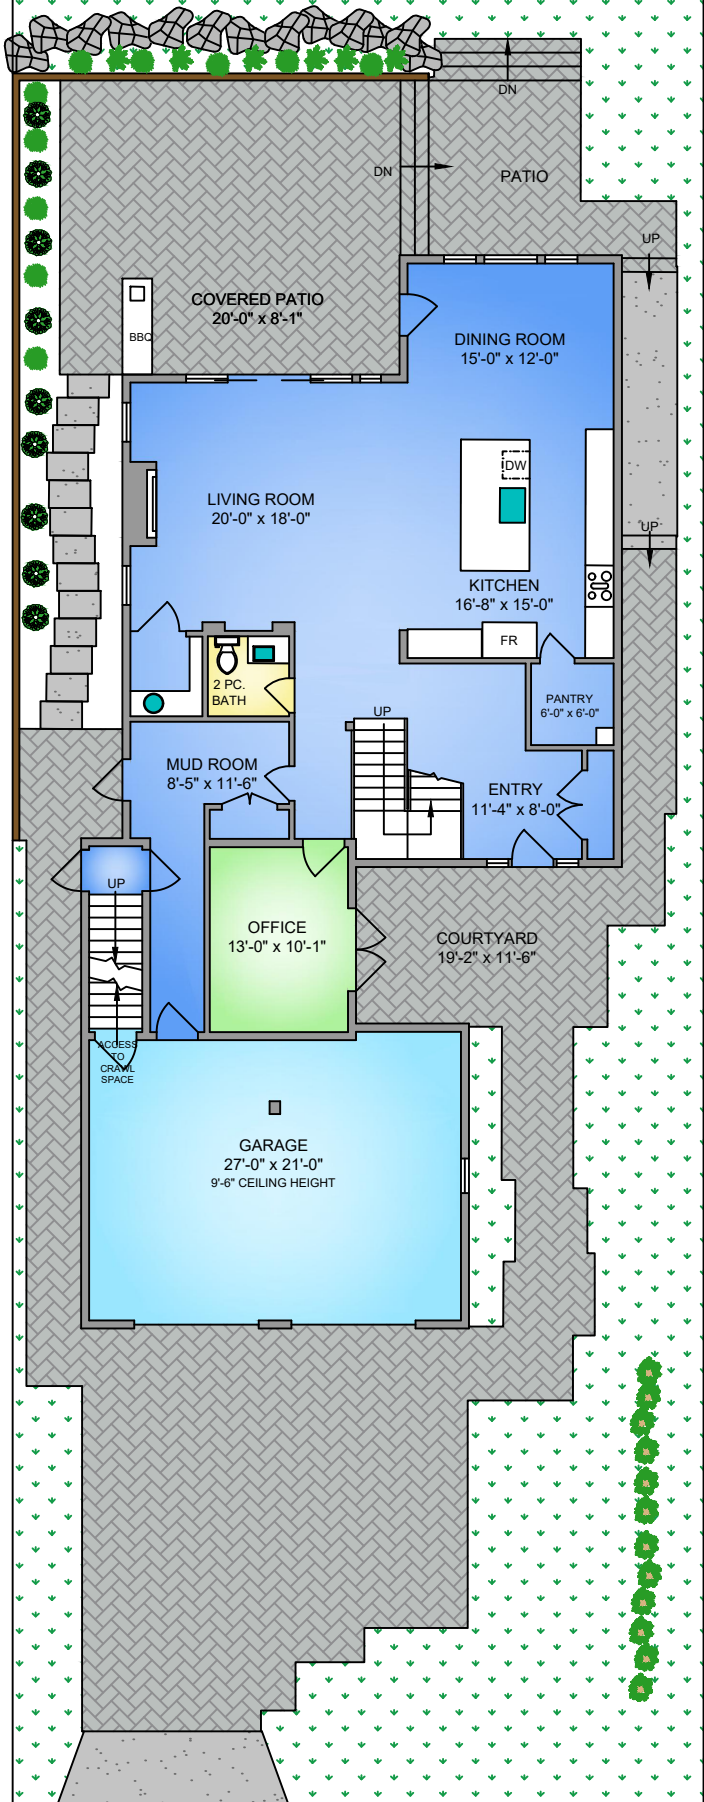 DN
DN
PATIO
UP
COVERED PATIO
20'-0" x 8'-1"
BBQ
DINING ROOM
15'-0" x 12'-0"
DW
LIVING ROOM
20'-0" x 18'-0"
UP
KITCHEN
16'-8" x 15'-0"
FR
2 PC.
BATH
PANTRY
6'-0" x 6'-0"
UP
MUD ROOM
8'-5" x 11'-6"
ENTRY
11'-4" x 8'-0"
UP
OFFICE
13'-0" x 10'-1"
COURTYARD
19'-2" x 11'-6"
ACCESS
TO
CRAWL
SPACE
GARAGE
27'-0" x 21'-0"
9'-6" CEILING HEIGHT